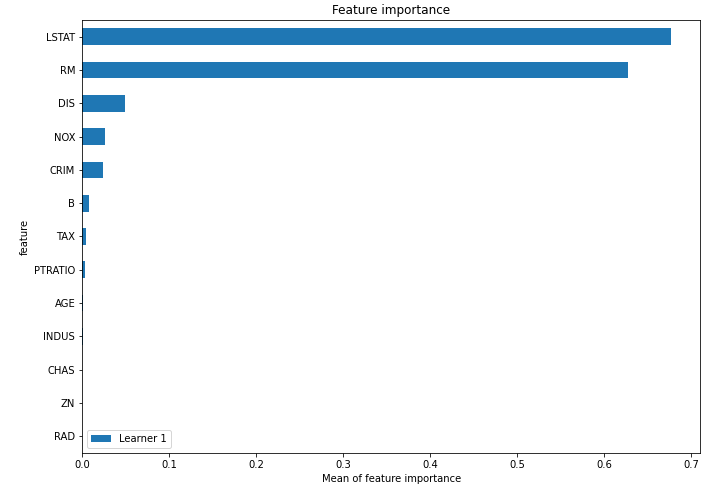 Feature importance
LSTAT
RM
DIS
NOX
CRIM
B
TAX
PTRATIO
AGE
INDUS
CHAS
ZN
RAD
feature
Learner 1
0.0 0.1 0.2 0.3 0.4 0.5 0.6 0.7
Mean of feature importance